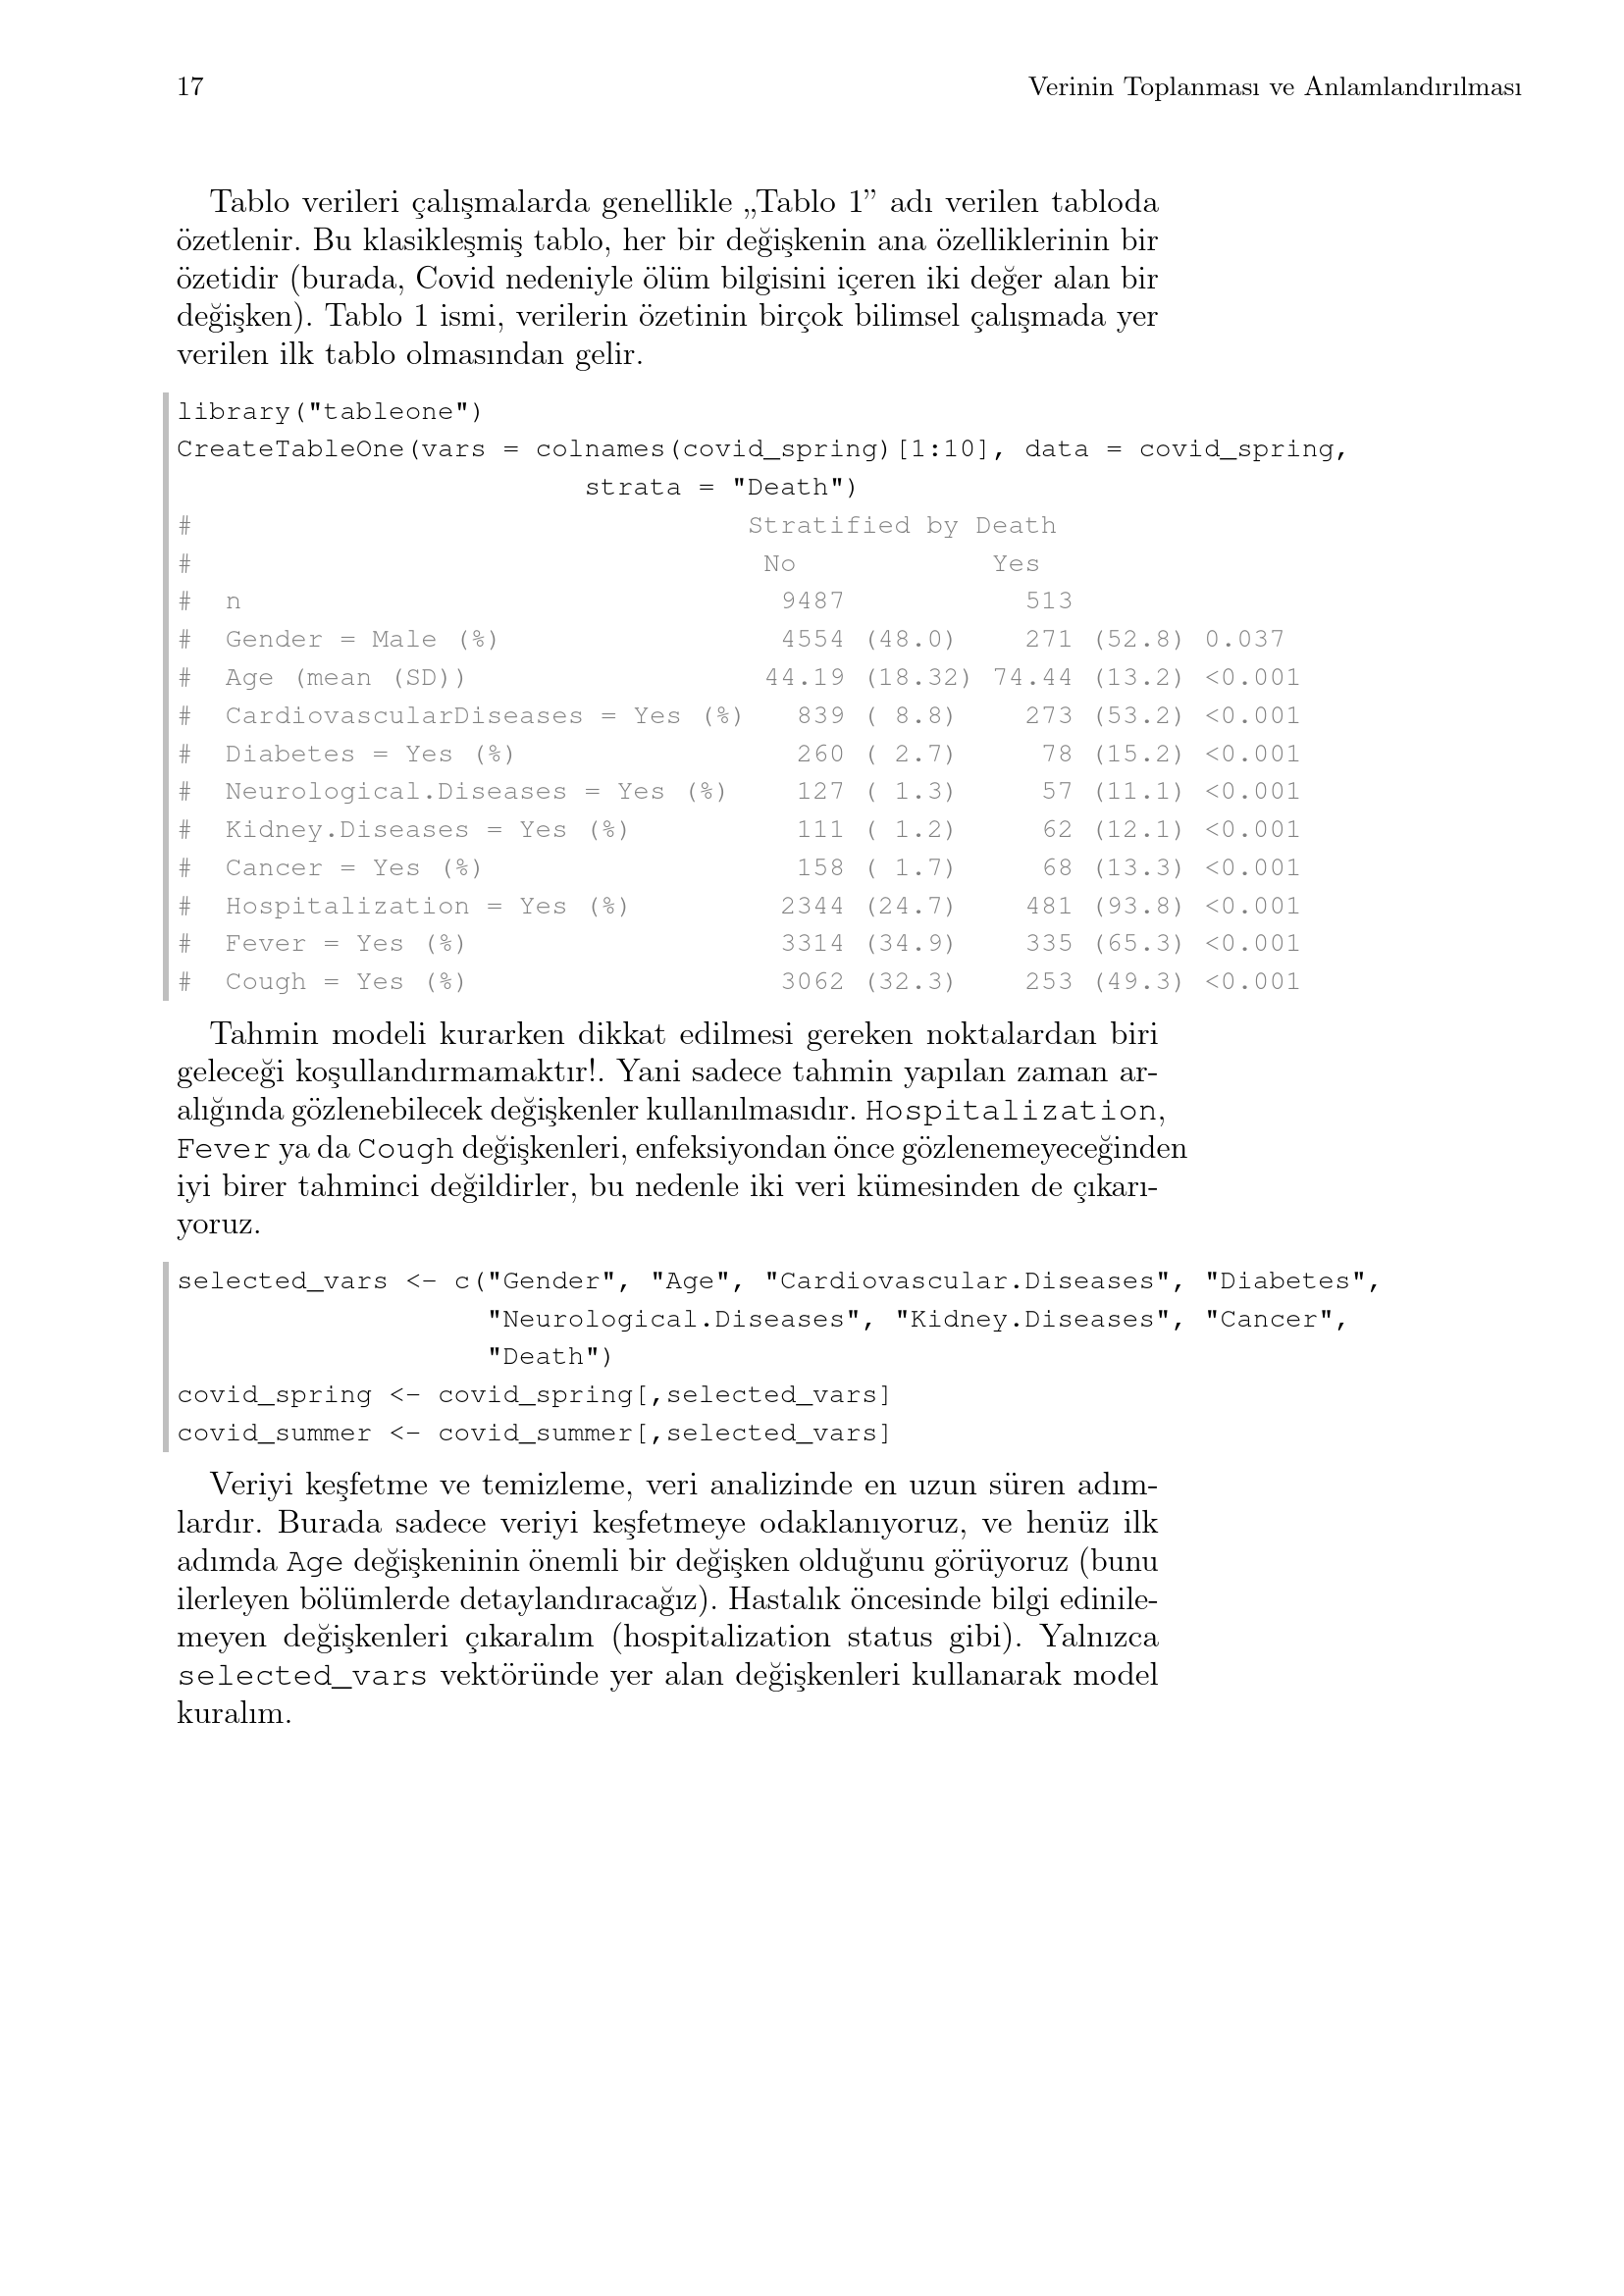 17 Verinin Toplanması ve Anlamlandırılması
Tablo verileri çalışmalarda genellikle „Tablo 1” adı verilen tabloda
özetlenir. Bu klasikleşmiş tablo, her bir değişkenin ana özelliklerinin bir
özetidir (burada, Covid nedeniyle ölüm bilgisini içeren iki değer alan bir
değişken). Tablo 1 ismi, verilerin özetinin birçok bilimsel çalışmada yer
verilen ilk tablo olmasından gelir.
library("tableone")
CreateTableOne(vars = colnames(covid_spring)[1:10], data = covid_spring,
                         strata = "Death")
#                                  Stratified by Death
#                                   No            Yes
#  n                                 9487           513
#  Gender = Male (%)                 4554 (48.0)    271 (52.8) 0.037
#  Age (mean (SD))                  44.19 (18.32) 74.44 (13.2) <0.001
#  CardiovascularDiseases = Yes (%)   839 ( 8.8)    273 (53.2) <0.001
#  Diabetes = Yes (%)                 260 ( 2.7)     78 (15.2) <0.001
#  Neurological.Diseases = Yes (%)    127 ( 1.3)     57 (11.1) <0.001
#  Kidney.Diseases = Yes (%)          111 ( 1.2)     62 (12.1) <0.001
#  Cancer = Yes (%)                   158 ( 1.7)     68 (13.3) <0.001
#  Hospitalization = Yes (%)         2344 (24.7)    481 (93.8) <0.001
#  Fever = Yes (%)                   3314 (34.9)    335 (65.3) <0.001
#  Cough = Yes (%)                   3062 (32.3)    253 (49.3) <0.001
Tahmin modeli kurarken dikkat edilmesi gereken noktalardan biri
geleceği koşullandırmamaktır!. Yani sadece tahmin yapılan zaman ar-
alığında gözlenebilecek değişkenler kullanılmasıdır. Hospitalization,
Fever ya da Cough değişkenleri, enfeksiyondan önce gözlenemeyeceğinden
iyi birer tahminci değildirler, bu nedenle iki veri kümesinden de çıkarı-
yoruz.
selected_vars <- c("Gender", "Age", "Cardiovascular.Diseases", "Diabetes",
                   "Neurological.Diseases", "Kidney.Diseases", "Cancer",
                   "Death")
covid_spring <- covid_spring[,selected_vars]
covid_summer <- covid_summer[,selected_vars]
Veriyi keşfetme ve temizleme, veri analizinde en uzun süren adım-
lardır. Burada sadece veriyi keşfetmeye odaklanıyoruz, ve henüz ilk
adımda Age değişkeninin önemli bir değişken olduğunu görüyoruz (bunu
ilerleyen bölümlerde detaylandıracağız). Hastalık öncesinde bilgi edinile-
meyen değişkenleri çıkaralım (hospitalization status gibi). Yalnızca
selected_vars vektöründe yer alan değişkenleri kullanarak model
kuralım.